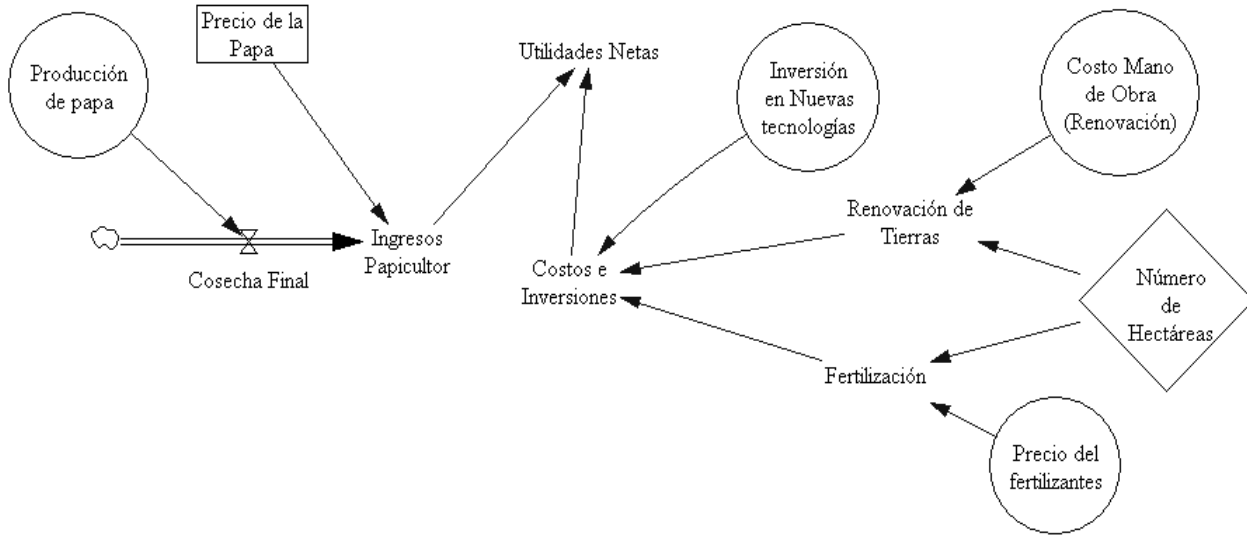 Producción
de papa
Precio de la
Papa
Utilidades Netas
Inversión
en Nuevas
tecnologías
Costo Mano
de Obra
(Renovación)
Cosecha Final
Ingresos
Papicultor
Costos e
Inversiones
Renovación de
Tierras
Número
de
Hectáreas
Fertilización
Precio del
fertilizantes